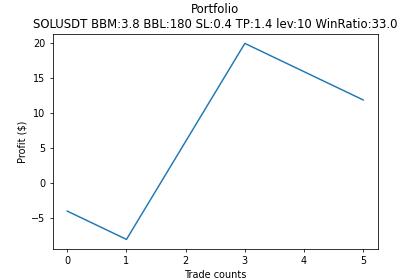 Portfolio
SOLUSDT BBM:3.8 BBL:180 SL:0.4 TP:1.4 lev:10 WinRatio:33.0
20
15
10
5
0
−5
Profit ($)
0 1 2 3 4 5
Trade counts